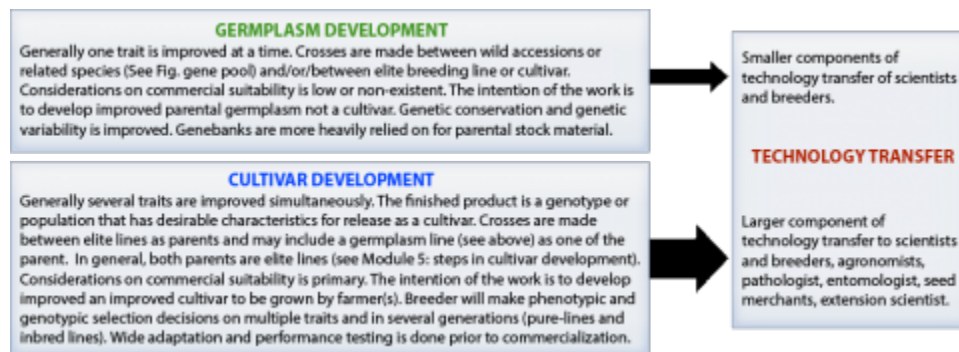 GERMPLASM DEVELOPMENT
Generally one trait is improved at a time. Crosses are made between wild accessions or
related species (See Fig. gene pool) and/or/between elite breeding line or cultivar.
Considerations on commercial suitability is low or non-existent. The intention of the work is
to develop improved parental germplasm not a cultivar. Genetic conservation and genetic
variability is improved. Genebanks are more heavily relied on for parental stock material.
CULTIVAR DEVELOPMENT
Generally several traits are improved simultaneously. The finished product is a genotype or
population that has desirable characteristics for release as a cultivar. Crosses are made
between elite lines as parents and may include a germplasm line (see above) as one of the
parent. In general, both parents are elite lines (see Module 5: steps in cultivar development).
Considerations on commercial suitability is primary. The intention of the work is to develop
improved an improved cultivar to be grown by farmer(s). Breeder will make phenotypic and
genotypic selection decisions on multiple traits and in several generations (pure-lines and
inbred lines). Wide adaptation and performance testing is done prior to commercialization.
Smaller components of
technology transfer of scientists
and breeders.
TECHNOLOGY TRANSFER
Larger component of
technology transfer to scientists
and breeders, agronomists,
pathologist, entomologist, seed
merchants, extension scientist.